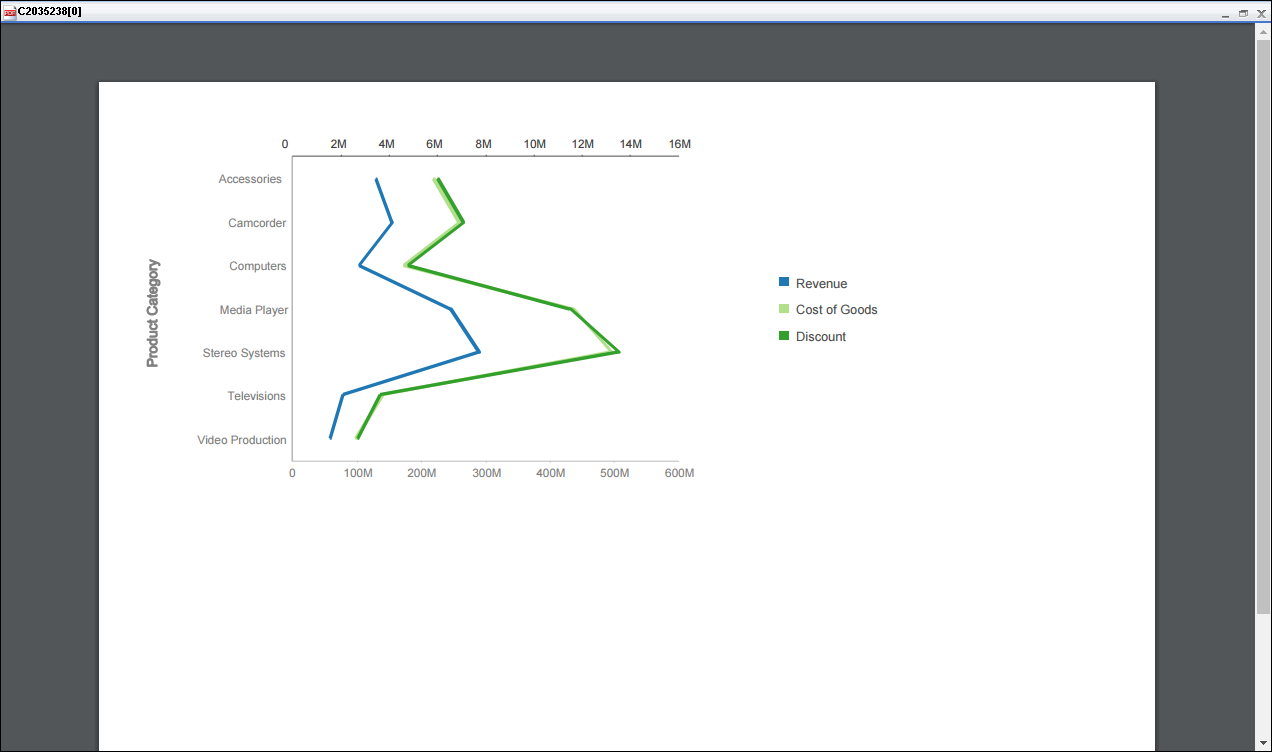 C2035238[0]
0 2M 4M 6M 8M 10M 12M 14M 16M
Product Category
Accessories
Camcorder
Computers
Media Player
Stereo Systems
Televisions
Video Production
0 100M 200M 300M 400M 500M 600M
Revenue
Cost of Goods
Discount